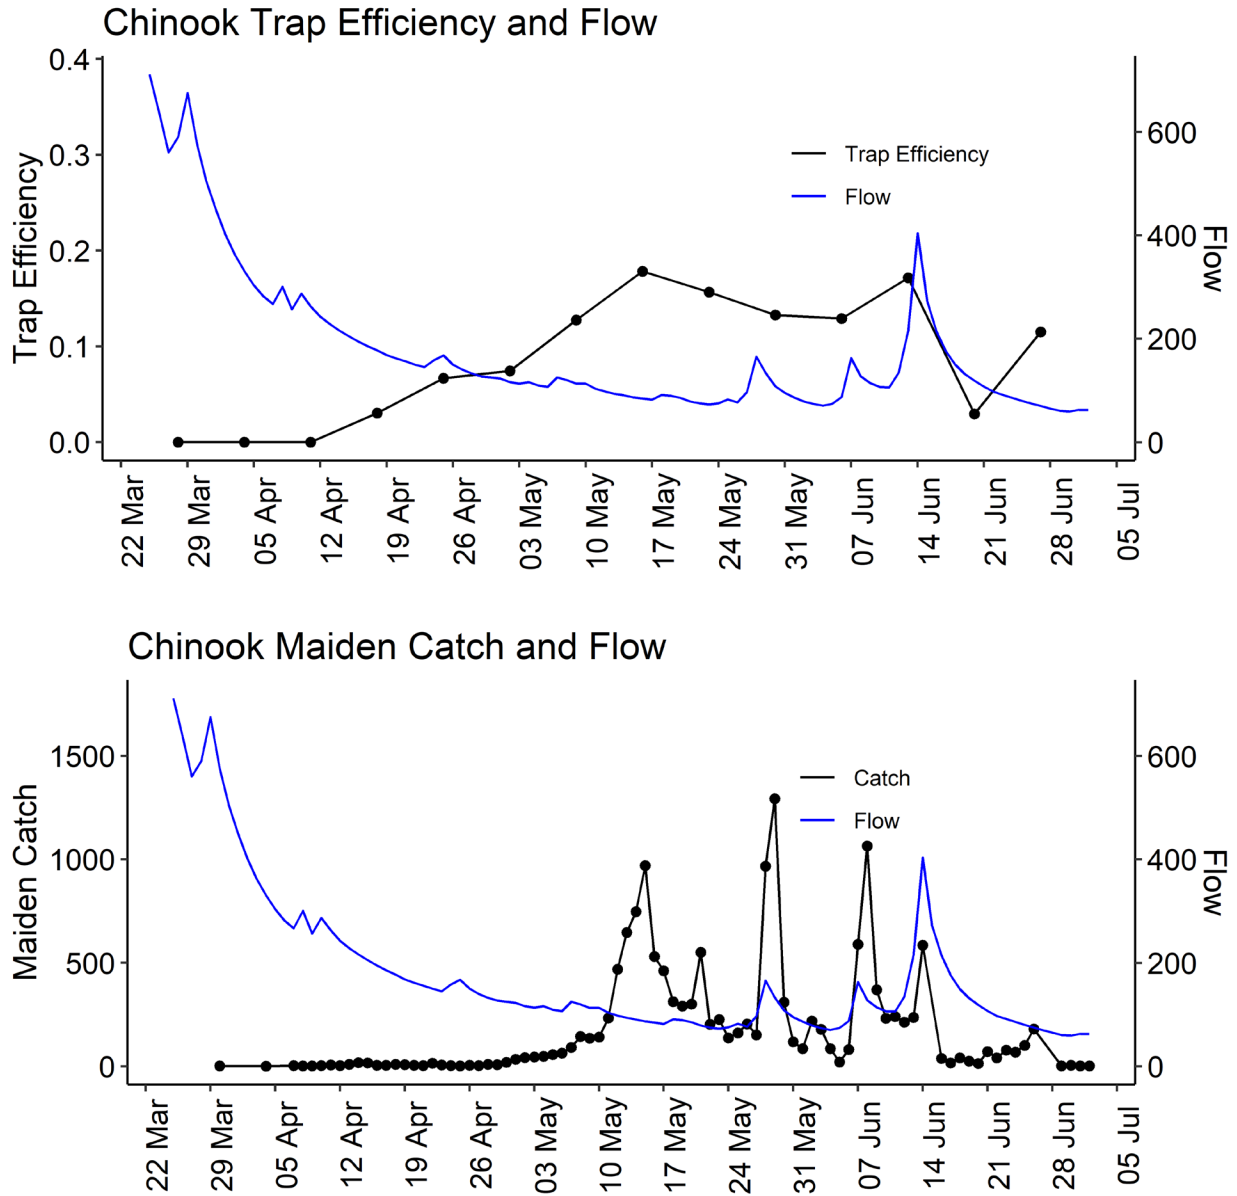 Chinook Trap Efficiency and Flow
0.4
0.3
0.2
0.1
0.0
Trap Efficiency
600
400
200
0
Flow
Trap Efficiency
Flow
22 Mar
29 Mar
05 Apr
12 Apr
19 Apr
26 Apr
03 May
10 May
17 May
24 May
31 May
07 Jun
14 Jun
21 Jun
28 Jun
05 Jul
Chinook Maiden Catch and Flow
1500
1000
500
0
Maiden Catch
600
400
200
0
Flow
Catch
Flow
22 Mar
29 Mar
05 Apr
12 Apr
19 Apr
26 Apr
03 May
10 May
17 May
24 May
31 May
07 Jun
14 Jun
21 Jun
28 Jun
05 Jul